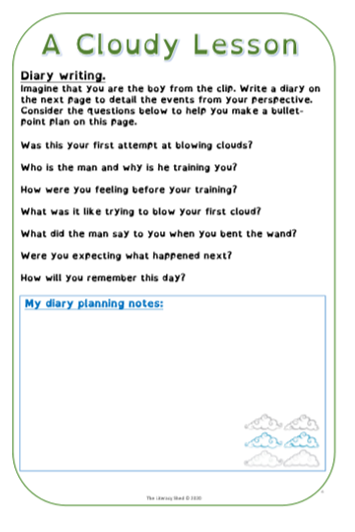 A Cloudy Lesson
Diary writing.
Imagine that you are the boy from the clip. Write a diary on
the next page to detail the events from your perspective.
Consider the questions below to help you make a bullet-
point plan on this page.
Was this your first attempt at blowing clouds?
Who is the man and why is he training you?
How were you feeling before your training?
What was it like trying to blow your first cloud?
What did the man say to you when you bent the wand?
Were you expecting what happened next?
How will you remember this day?
My diary planning notes:
The Literacy Shed © 2020